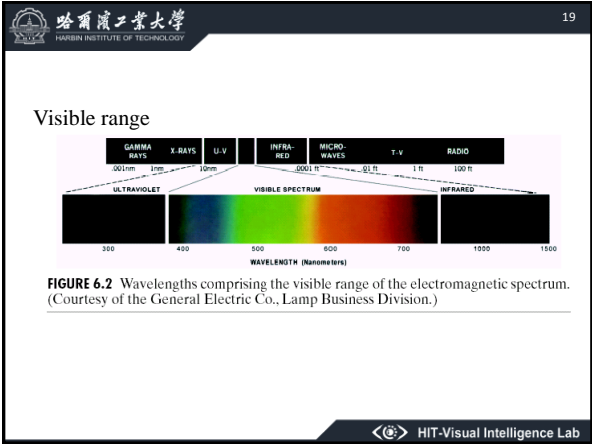 哈爾濱工業大學
HARBIN INSTITUTE OF TECHNOLOGY
19
Visible range
GAMMA RAYS X-RAYS U-V INFRA-RED MICRO-WAVES T-V RADIO
.001nm 1nm 10nm .0001 ft .01 ft 1 ft 100 ft
ULTRAVIOLET VISIBLE SPECTRUM INFRARED
300 400 500 600 700 1000 1500
WAVELENGTH (Nanometers)
FIGURE 6.2 Wavelengths comprising the visible range of the electromagnetic spectrum.
(Courtesy of the General Electric Co., Lamp Business Division.)
HIT-Visual Intelligence Lab